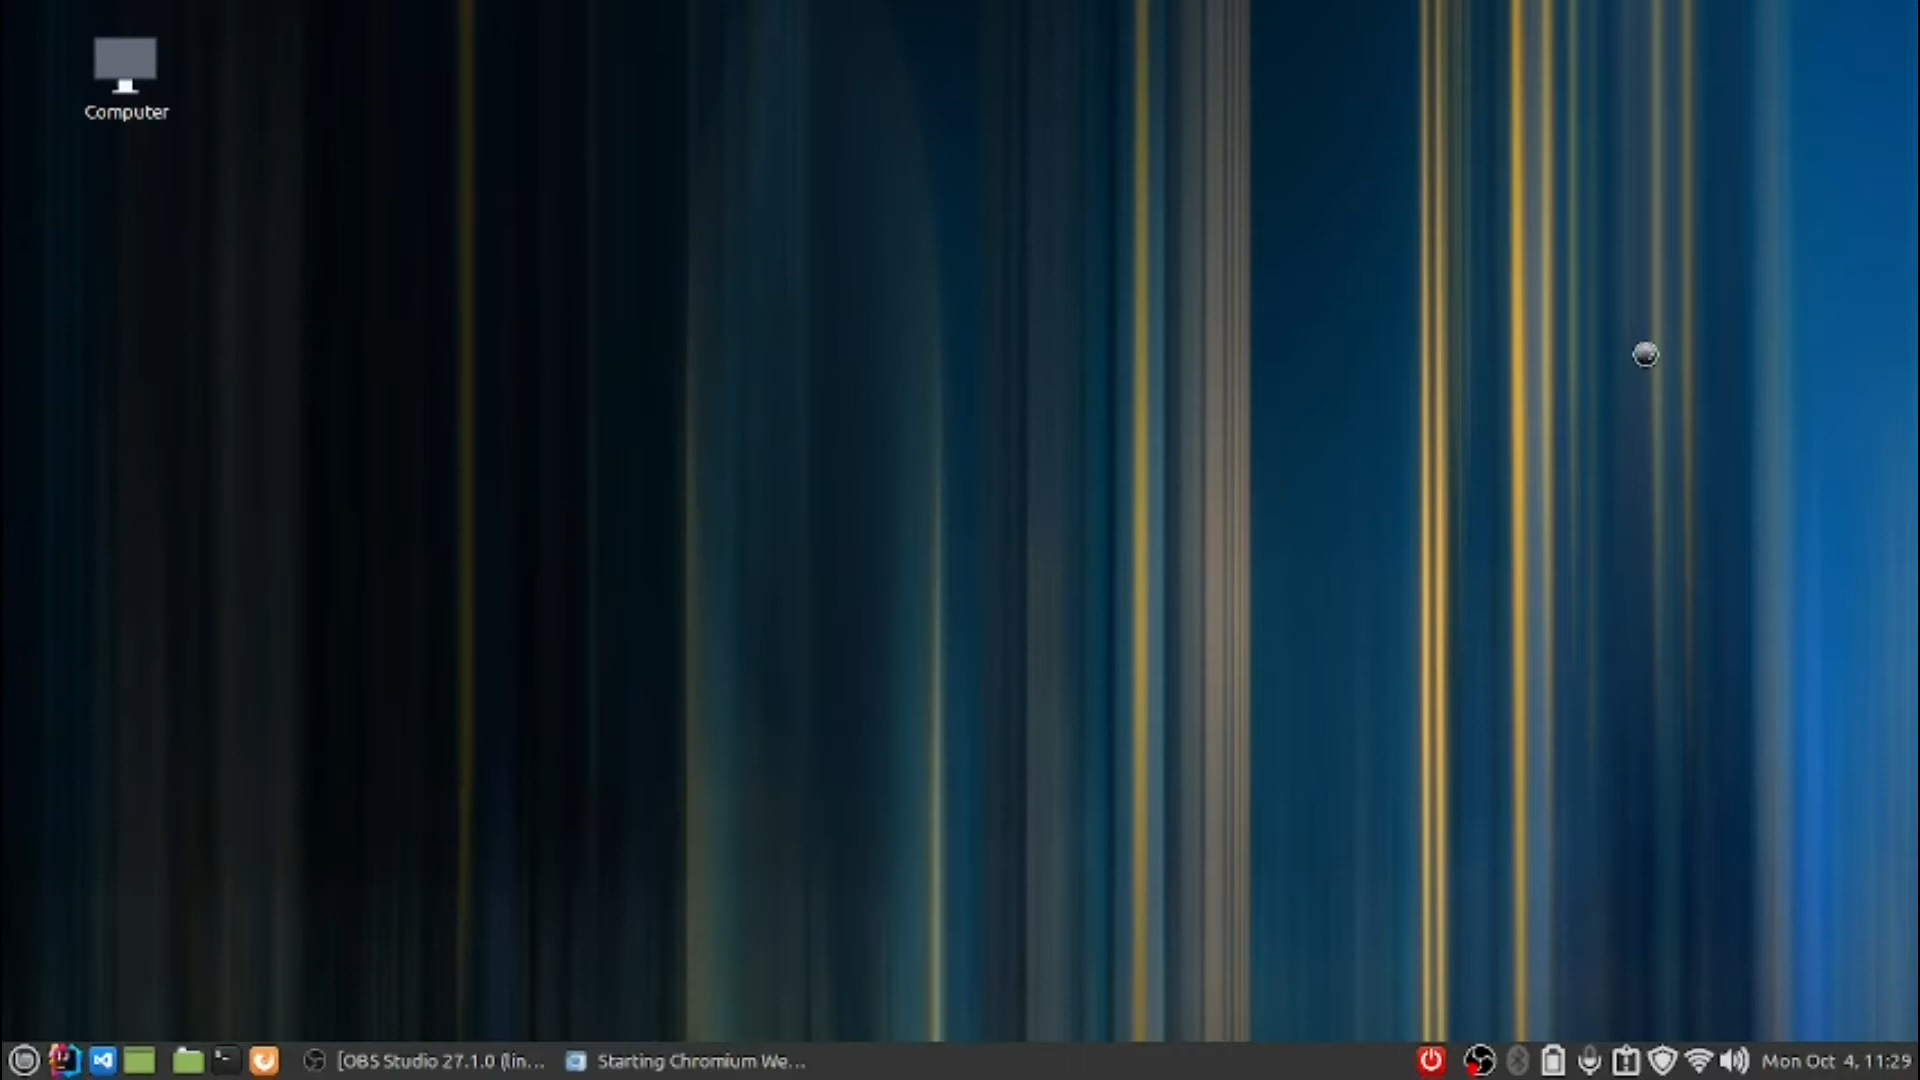 Computer
[OBS Studio 27.1.0 (lin...
Starting Chromium We...
Mon Oct 4, 11:29